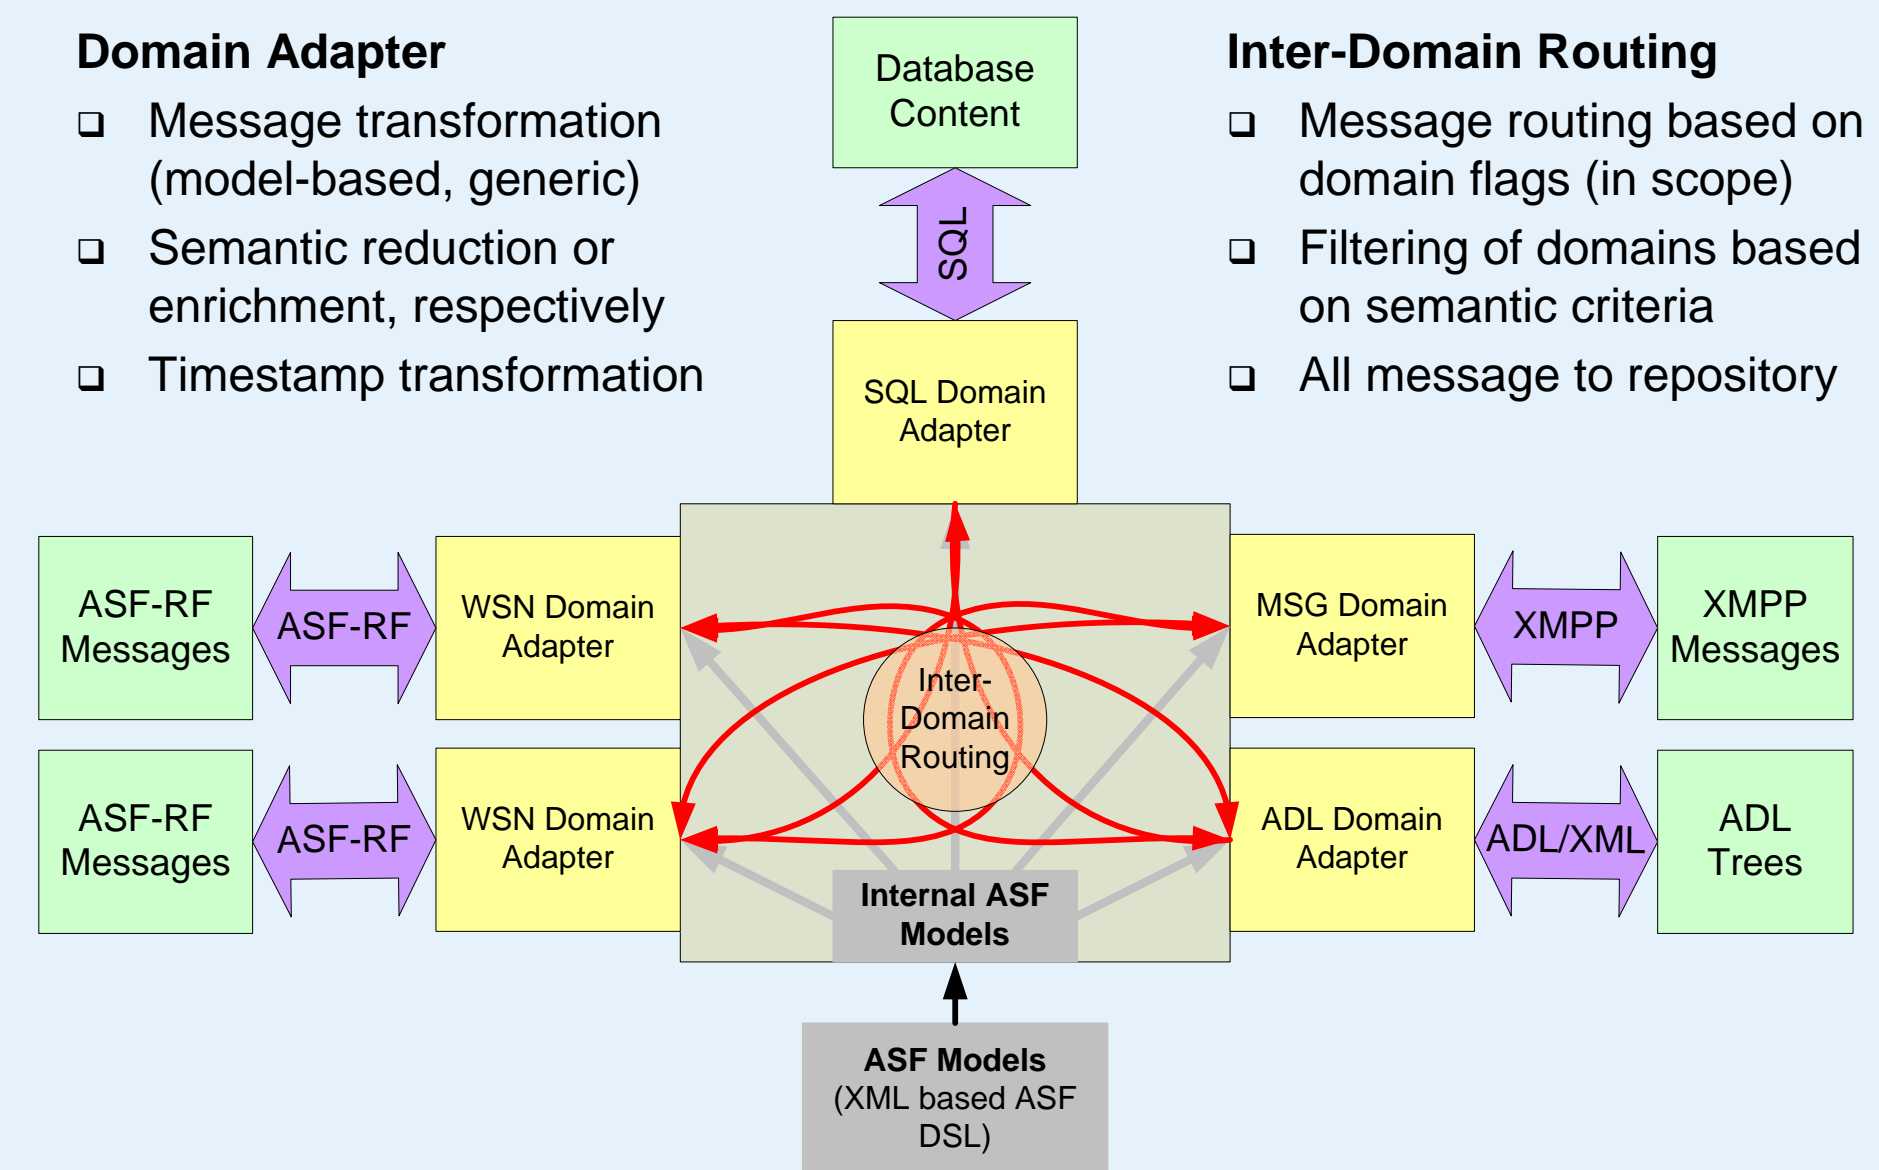 Domain Adapter
❑ Message transformation
(model-based, generic)
❑ Semantic reduction or
enrichment, respectively
❑ Timestamp transformation
Database
Content
SQL
SQL Domain
Adapter
Inter-Domain Routing
❑ Message routing based on
domain flags (in scope)
❑ Filtering of domains based
on semantic criteria
❑ All message to repository
ASF-RF
Messages
ASF-RF
WSN Domain
Adapter
Inter-
Domain
Routing
MSG Domain
Adapter
XMPP
XMPP
Messages
ASF-RF
Messages
ASF-RF
WSN Domain
Adapter
ADL Domain
Adapter
ADL/XML
ADL
Trees
Internal ASF
Models
ASF Models
(XML based ASF
DSL)